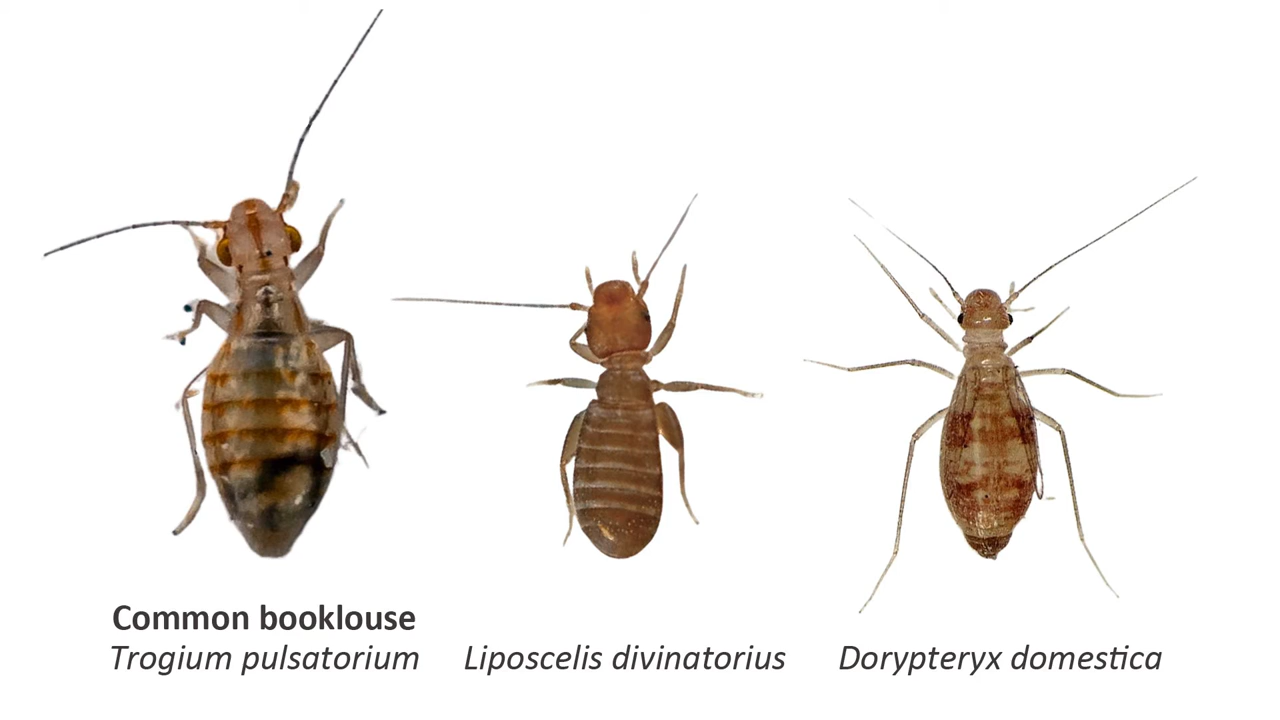 Common booklouse
Trogium pulsatorium
Liposcelis divinatorius
Dorypteryx domestica